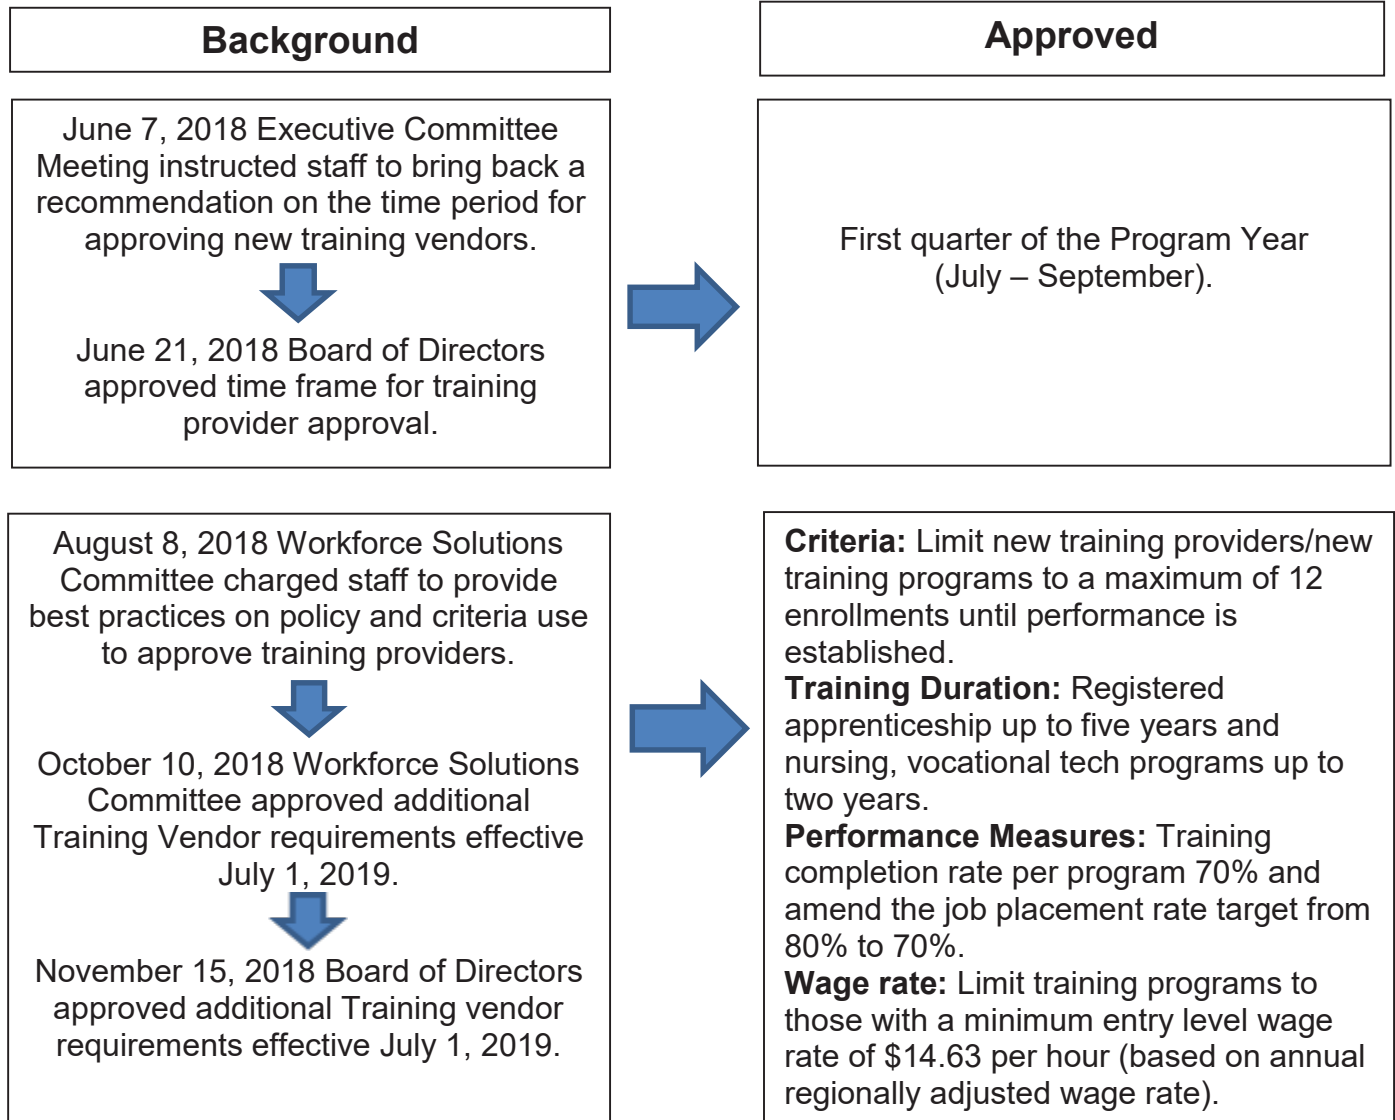 Background
Approved
June 7, 2018 Executive Committee
Meeting instructed staff to bring back a
recommendation on the time period for
approving new training vendors.
June 21, 2018 Board of Directors
approved time frame for training
provider approval.
First quarter of the Program Year
(July – September).
August 8, 2018 Workforce Solutions
Committee charged staff to provide
best practices on policy and criteria use
to approve training providers.
October 10, 2018 Workforce Solutions
Committee approved additional
Training Vendor requirements effective
July 1, 2019.
November 15, 2018 Board of Directors
approved additional Training vendor
requirements effective July 1, 2019.
Criteria: Limit new training providers/new
training programs to a maximum of 12
enrollments until performance is
established.
Training Duration: Registered
apprenticeship up to five years and
nursing, vocational tech programs up to
two years.
Performance Measures: Training
completion rate per program 70% and
amend the job placement rate target from
80% to 70%.
Wage rate: Limit training programs to
those with a minimum entry level wage
rate of $14.63 per hour (based on annual
regionally adjusted wage rate).